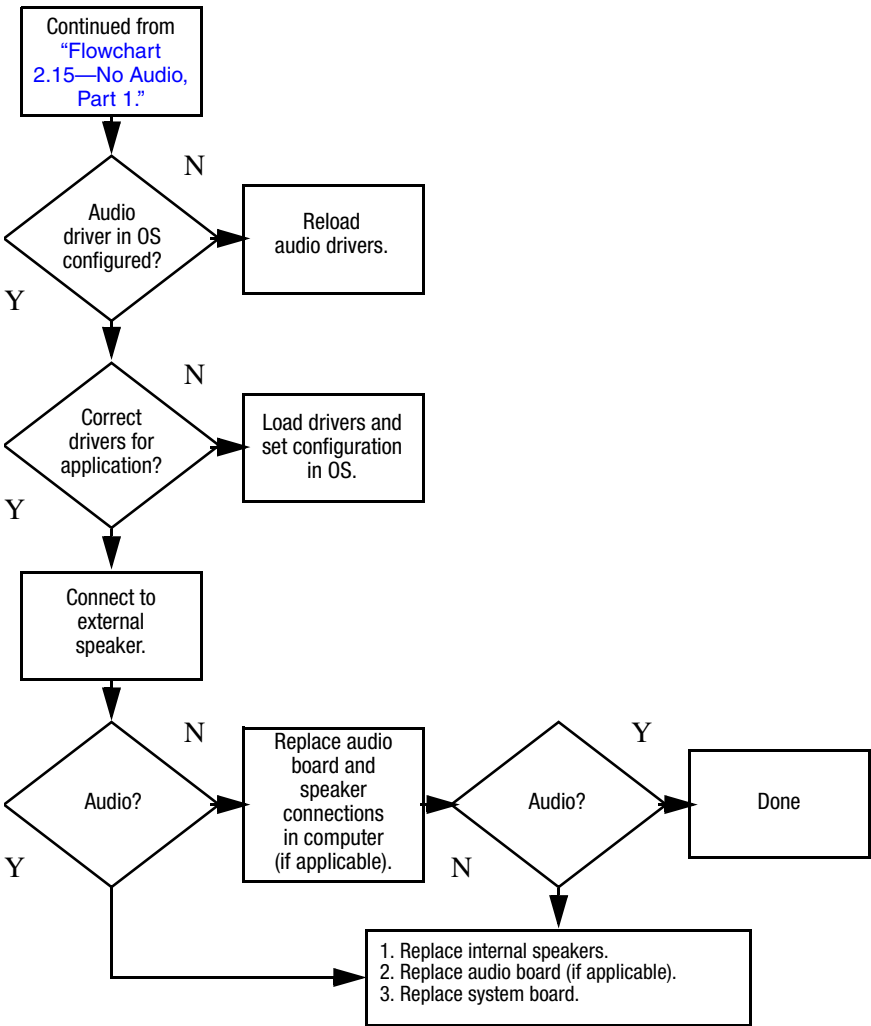 Continued from
“Flowchart
2.15—No Audio,
Part 1.”
N
Audio
driver in OS
configured?
Reload
audio drivers.
Y
N
Correct
drivers for
application?
Load drivers and
set configuration
in OS.
Y
Connect to
external
speaker.
N
Audio?
Y
Replace audio
board and
speaker
connections
in computer
(if applicable).
Y
Audio?
N
Done
1. Replace internal speakers.
2. Replace audio board (if applicable).
3. Replace system board.